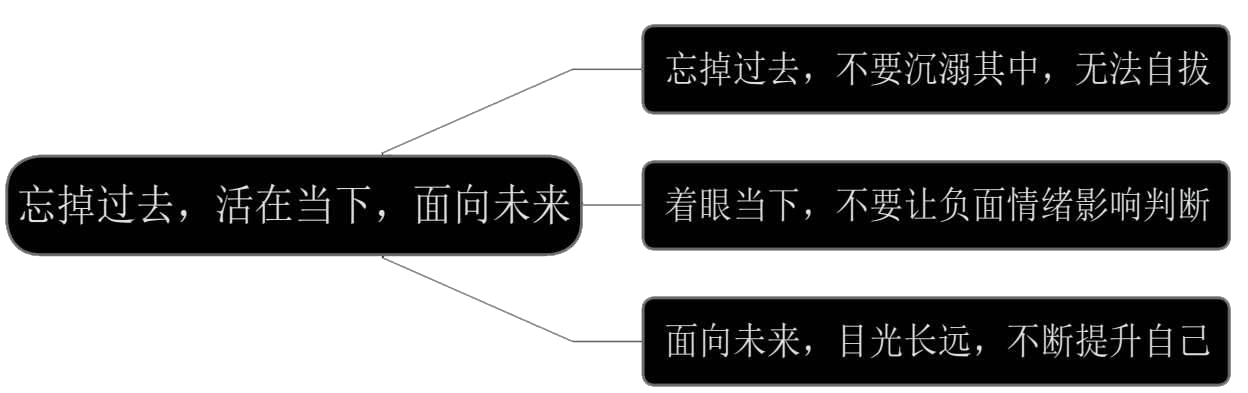 忘掉过去，活在当下，面向未来
忘掉过去，不要沉溺其中，无法自拔
着眼当下，不要让负面情绪影响判断
面向未来，目光长远，不断提升自己